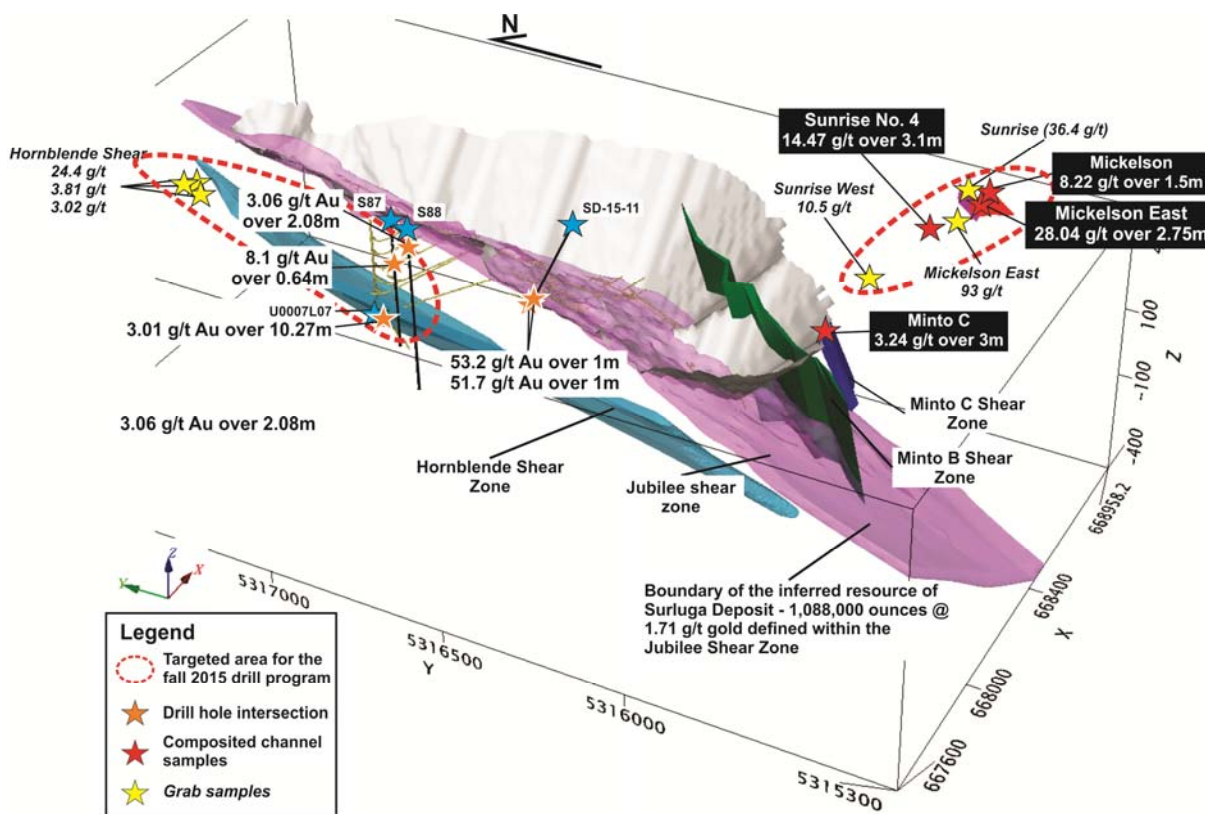 N
Hornblende Shear
24.4 g/t
3.81 g/t
3.02 g/t
3.06 g/t Au
over 2.08m
S87
S88
SD-15-11
8.1 g/t Au
over 0.64m
U0007L07
3.01 g/t Au over 10.27m
53.2 g/t Au over 1m
51.7 g/t Au over 1m
3.06 g/t Au over 2.08m
Sunrise No. 4
14.47 g/t over 3.1m
Sunrise (36.4 g/t)
Mickelson
8.22 g/t over 1.5m
Sunrise West
10.5 g/t
Mickelson East
28.04 g/t over 2.75m
Mickelson East
93 g/t
Minto C
3.24 g/t over 3m
Minto C Shear
Zone
Minto B Shear
Zone
Hornblende Shear
Zone
Jubilee shear
zone
Boundary of the inferred resource of
Surluga Deposit - 1,088,000 ounces @
1.71 g/t gold defined within the
Jubilee Shear Zone
100
-100
-400
Z
668958.2
668400
X
668000
667600
5317000
5316500
Y
5316000
5315300
Y
Z
X
Legend
Targeted area for the
fall 2015 drill program
Drill hole intersection
Composited channel
samples
Grab samples